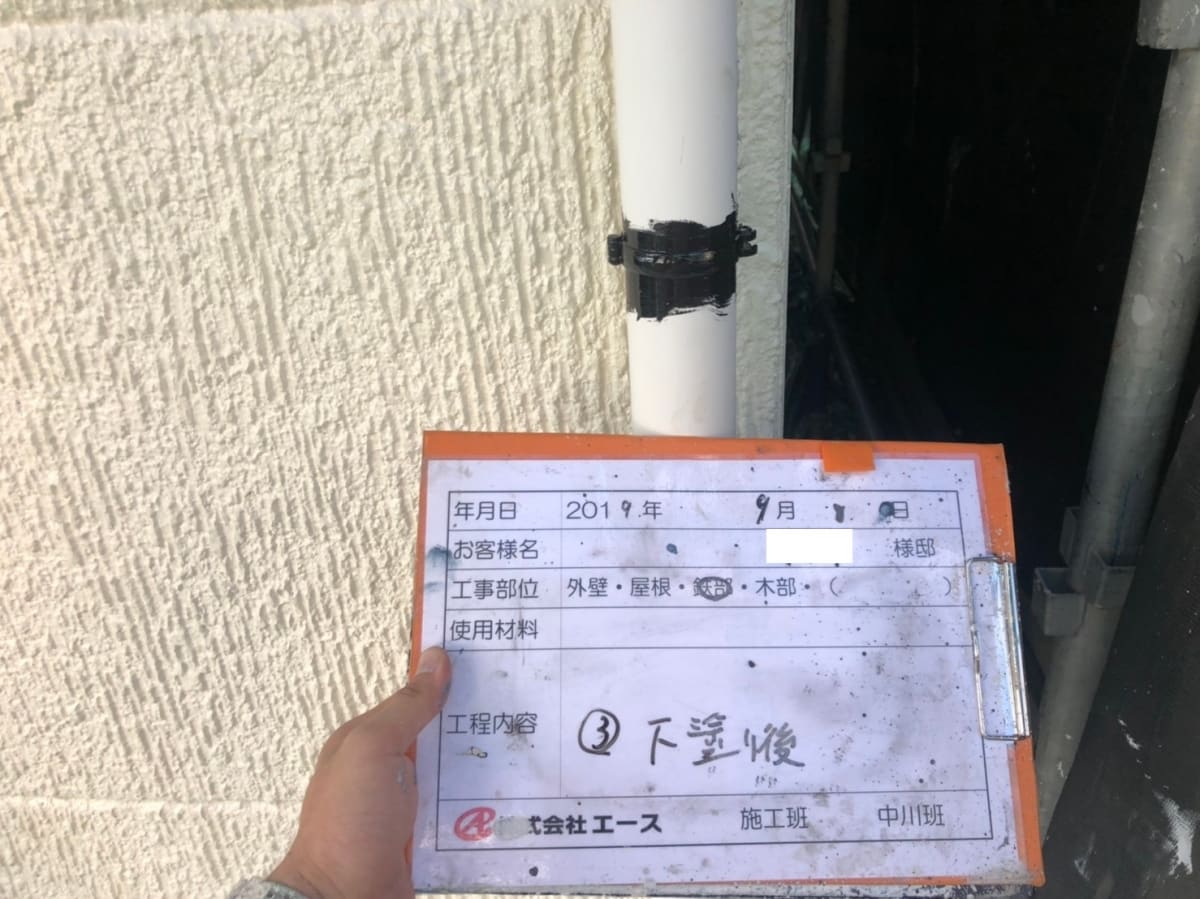 年月日 2019年 9月 日
お客様名 様邸
工事部位 外壁・屋根・鉄部・木部・（ ）
使用材料
工程内容 ③ 下塗り後
式会社エース 施工班 中川班